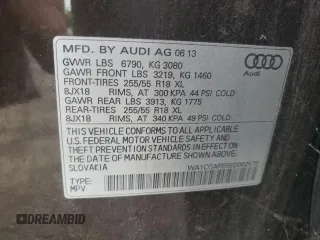 MFD. BY AUDI AG 0613
GVWR LBS 6790, KG 3080
GAWR FRONT LBS 3219, KG 1460
FRONT-TIRES 255/55 R18 XL
8JX18 RIMS, AT 300 KPA 44 PSI COLD
GAWR REAR LBS 3913, KG 1775
REAR-TIRES 255/55 R18 XL
8JX18 RIMS, AT 340 KPA 49 PSI COLD
THIS VEHICLE CONFORMS TO ALL APPLICABLE
U.S. FEDERAL MOTOR VEHICLE SAFETY AND
THEFT PREVENTION STANDARDS IN EFFECT ON
THE DATE OF MANUFACTURE SHOWN ABOVE
SLOVAKIA
TYPE:
MPV
Audi
DREAMBID